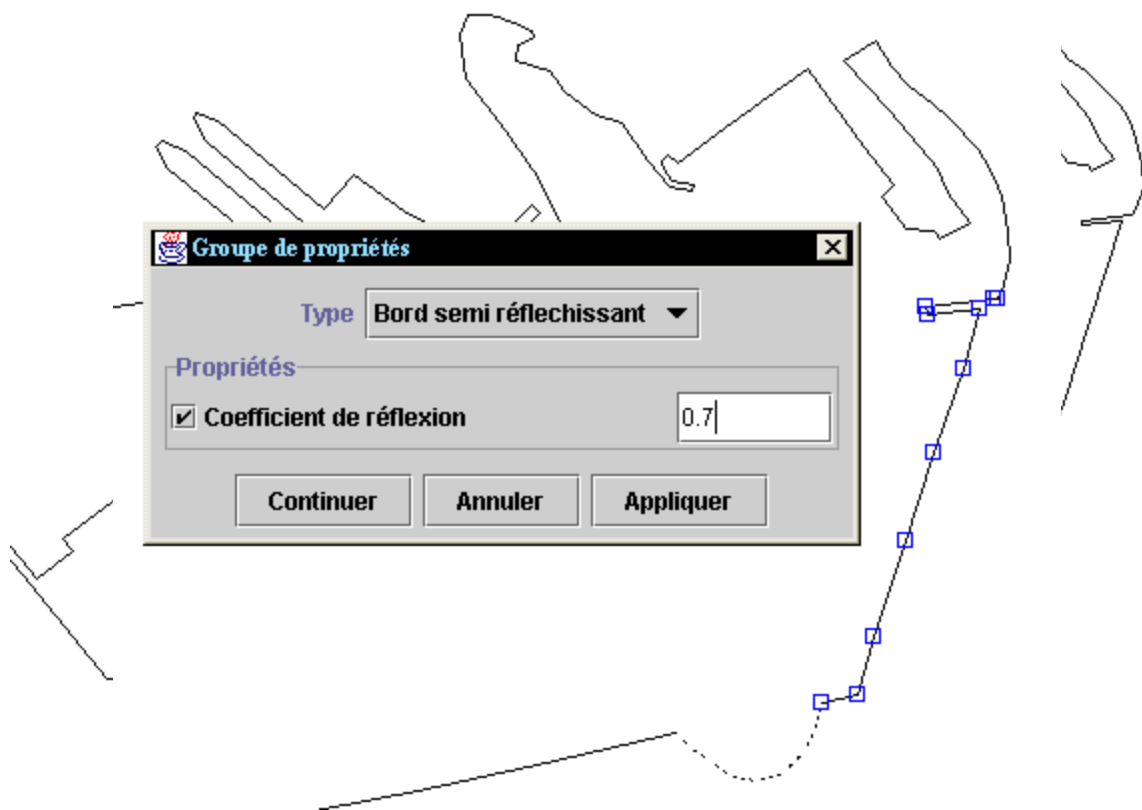 Groupe de propriétés
Type Bord semi réflechissant
Propriétés
Coefficient de réflexion 0.7
Continuer Annuler Appliquer